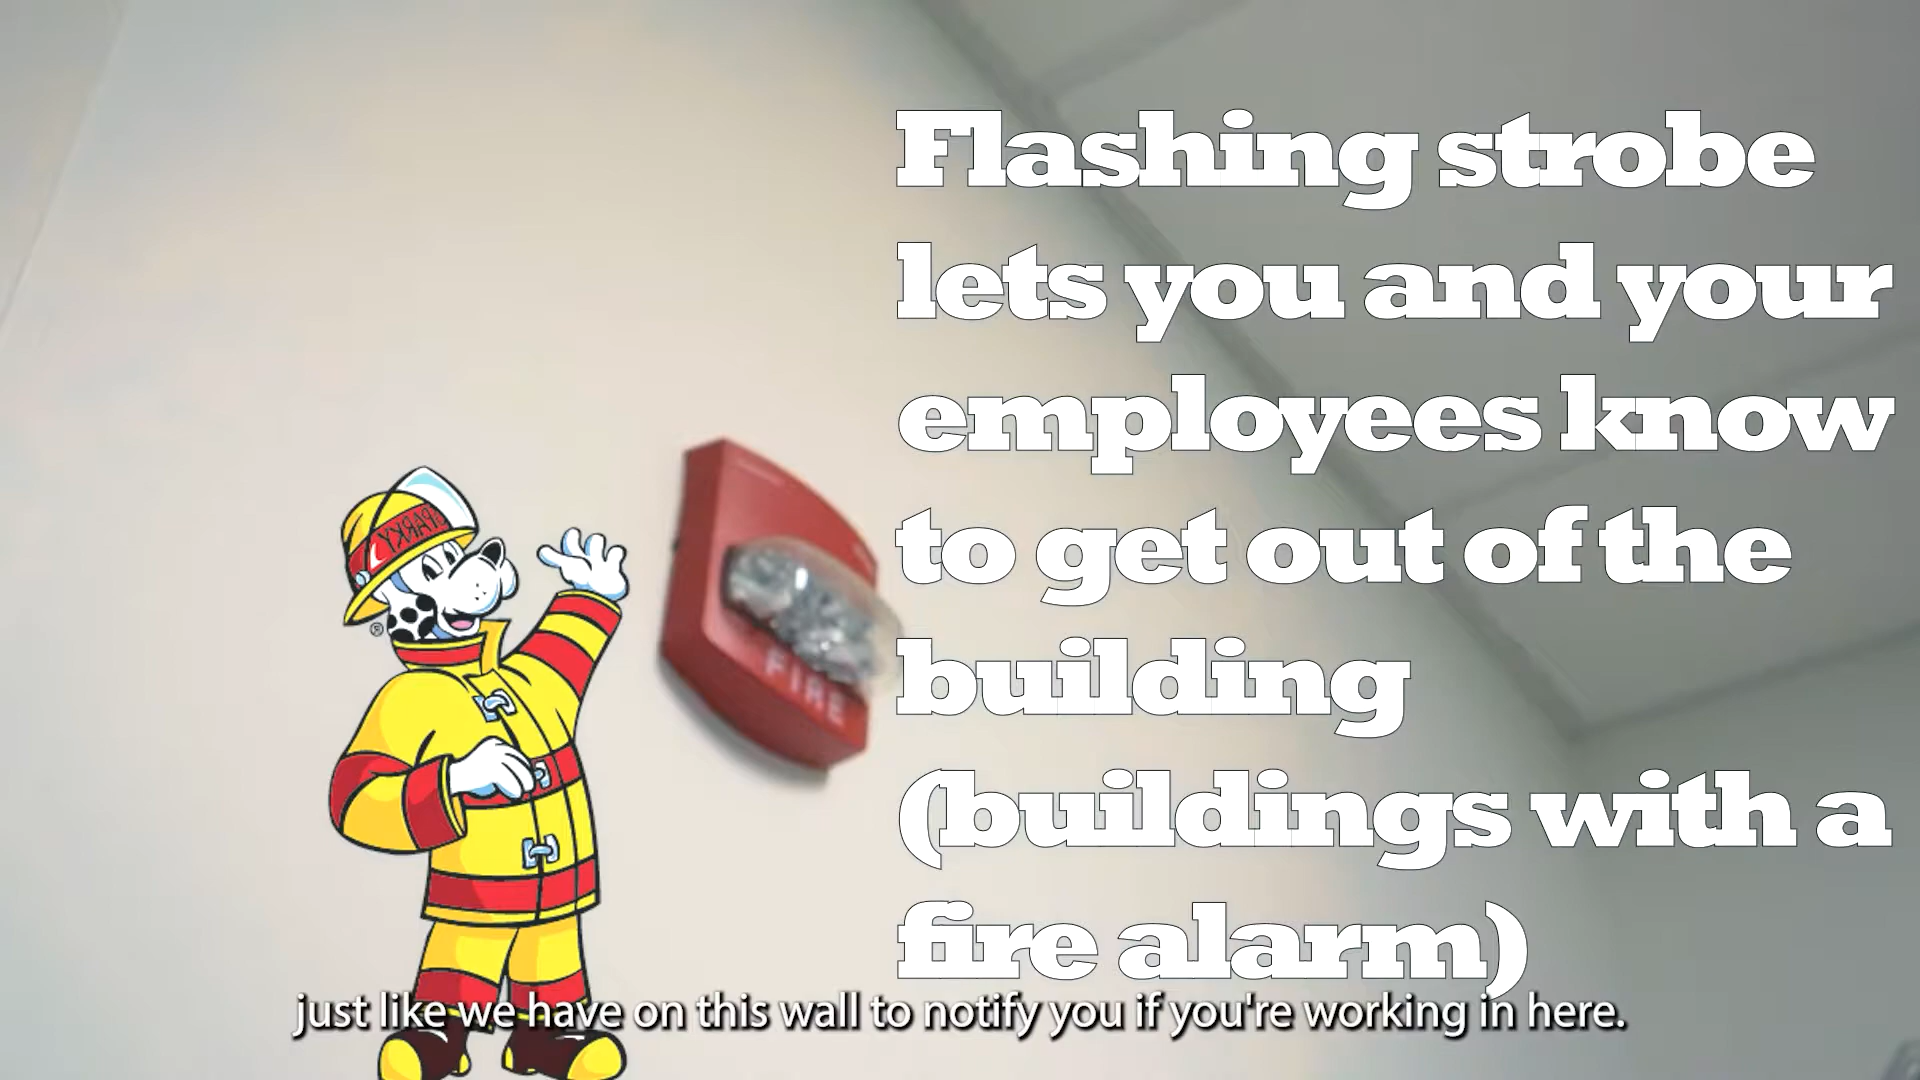 Flashing strobe
lets you and your
employees know
to get out of the
building
(buildings with a
fire alarm)
SPARKY
®
FIRE
just like we have on this wall to notify you if you're working in here.